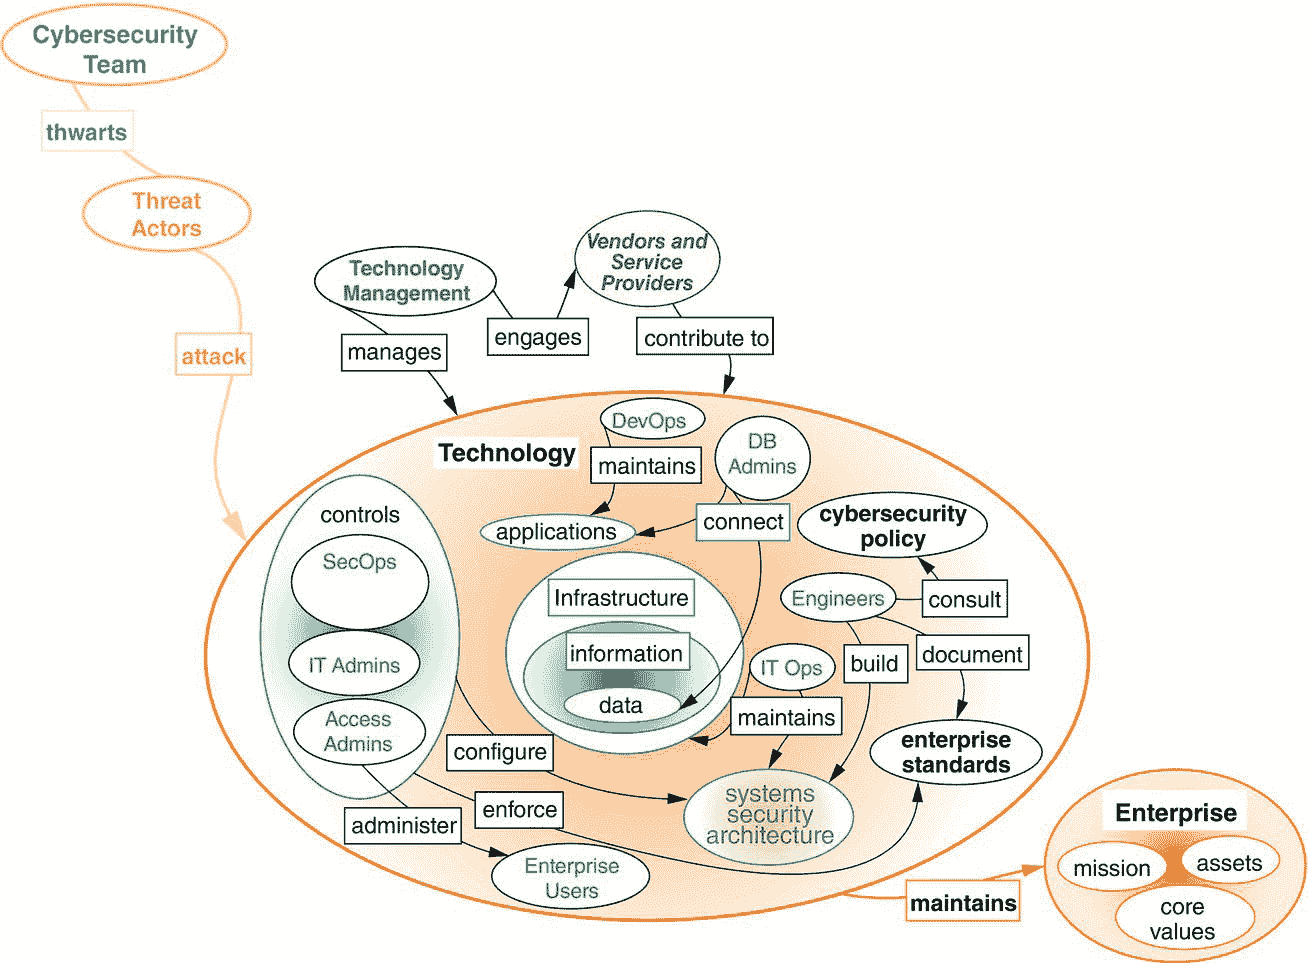 Cybersecurity
Team
thwarts
Threat
Actors
attack
Technology
Management
manages
engages
Vendors and
Service
Providers
contribute to
Technology
DevOps
maintains
applications
DB
Admins
connect
controls
SecOps
IT Admins
Access
Admins
Infrastructure
information
data
cybersecurity
policy
Engineers
consult
build
document
IT Ops
maintains
enterprise
standards
configure
systems
security
architecture
enforce
administer
Enterprise
Users
maintains
Enterprise
mission
assets
core
values